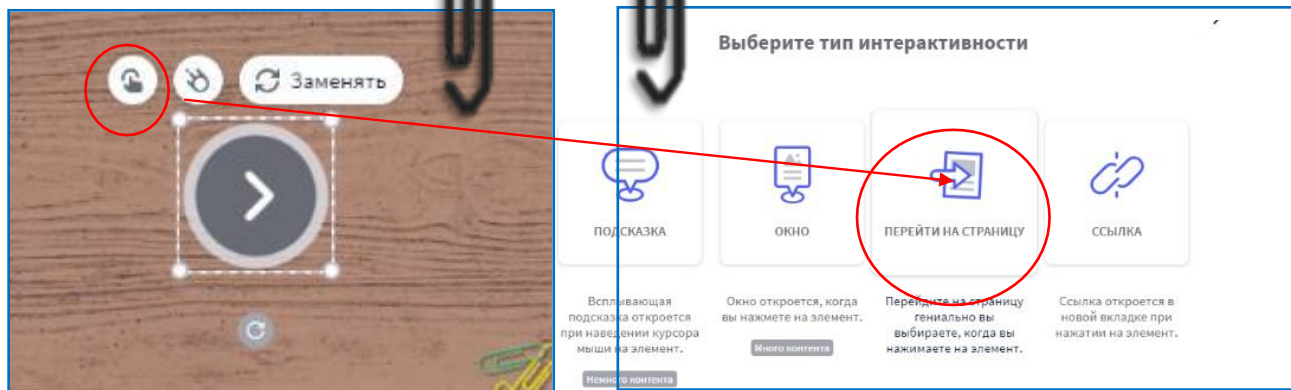 Заменять
Выберите тип интерактивности
ПОДСКАЗКА
ОКНО
ПЕРЕЙТИ НА СТРАНИЦУ
ССЫЛКА
Всплывающая
подсказка откроется
при наведении курсора
мыши на элемент.
Немного контента
Окно откроется, когда
вы нажмете на элемент.
Много контента
Перейдите на страницу
гениально вы
выбираете, когда вы
нажимаете на элемент.
Ссылка откроется в
новой вкладке при
нажатии на элемент.